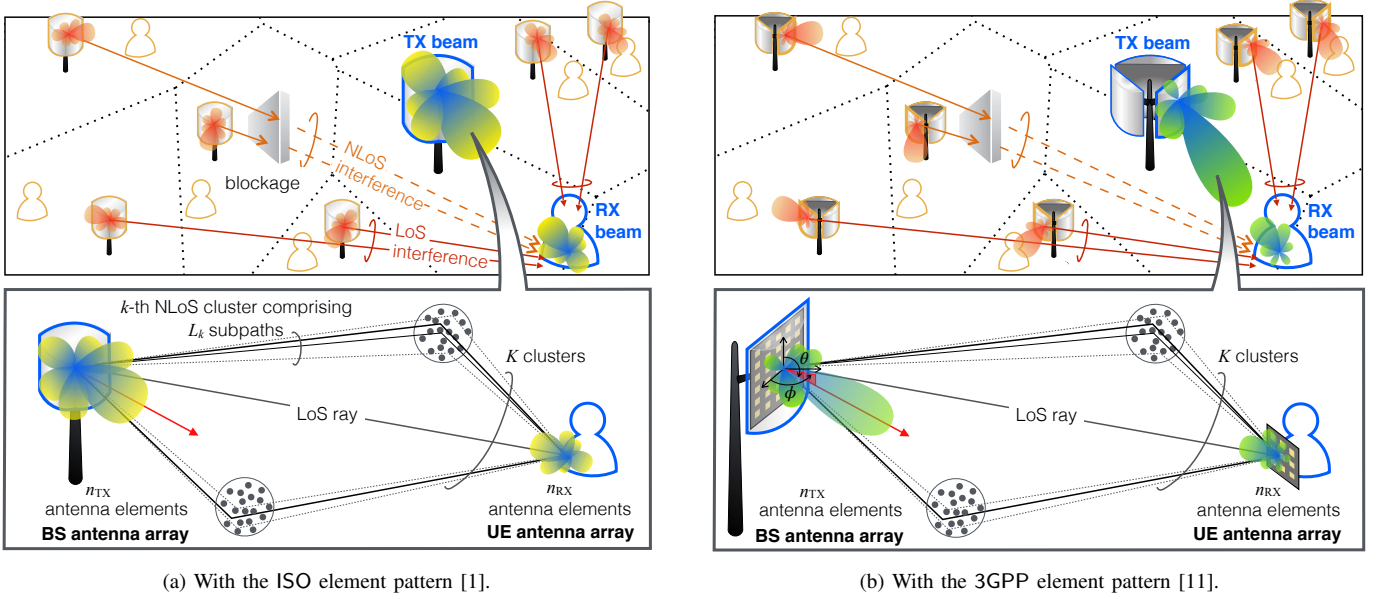 TX beam
NLoS
interference
blockage
RX
beam
LoS
interference
k-th NLoS cluster comprising
L_k subpaths
K clusters
LoS ray
n_TX
antenna elements
BS antenna array
n_RX
antenna elements
UE antenna array
(a) With the ISO element pattern [1].
TX beam
RX
beam
θ
ϕ
K clusters
LoS ray
n_TX
antenna elements
BS antenna array
n_RX
antenna elements
UE antenna array
(b) With the 3GPP element pattern [11].